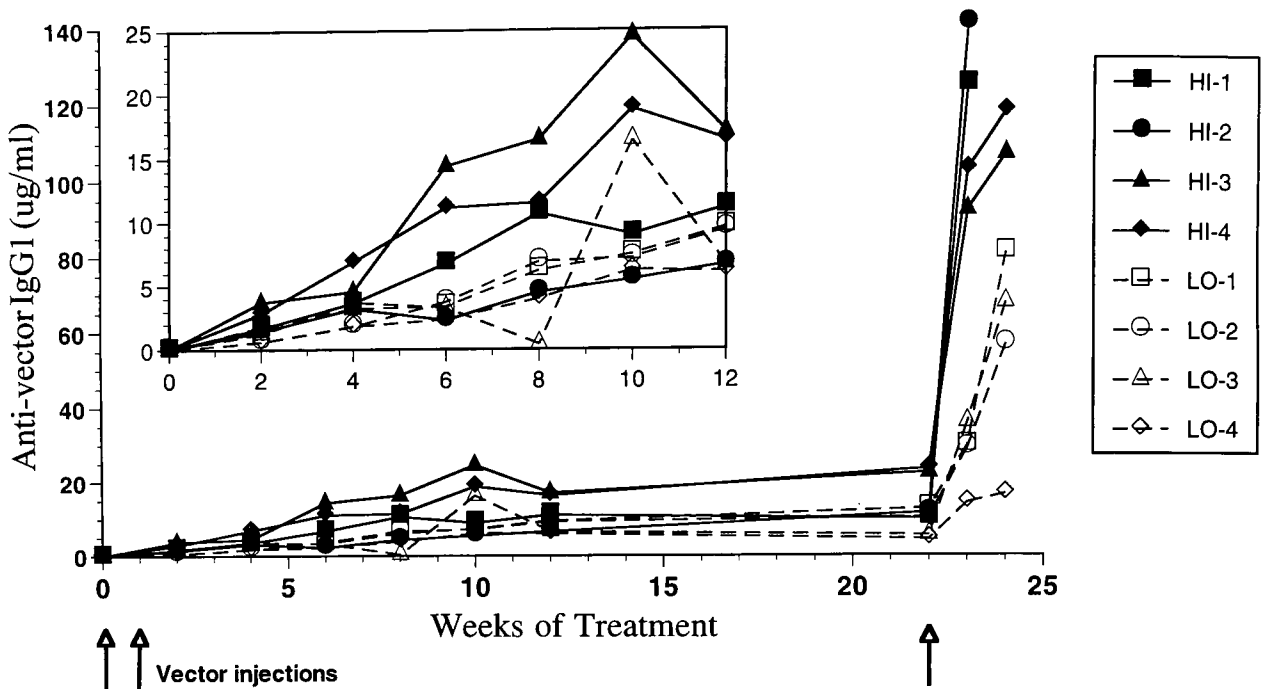 Anti-vector IgG1 (ug/ml)
140
120
100
80
60
40
20
0
25
20
15
10
5
0
0 2 4 6 8 10 12
0 5 10 15 20 25
Weeks of Treatment
Vector injections
HI-1
HI-2
HI-3
HI-4
LO-1
LO-2
LO-3
LO-4